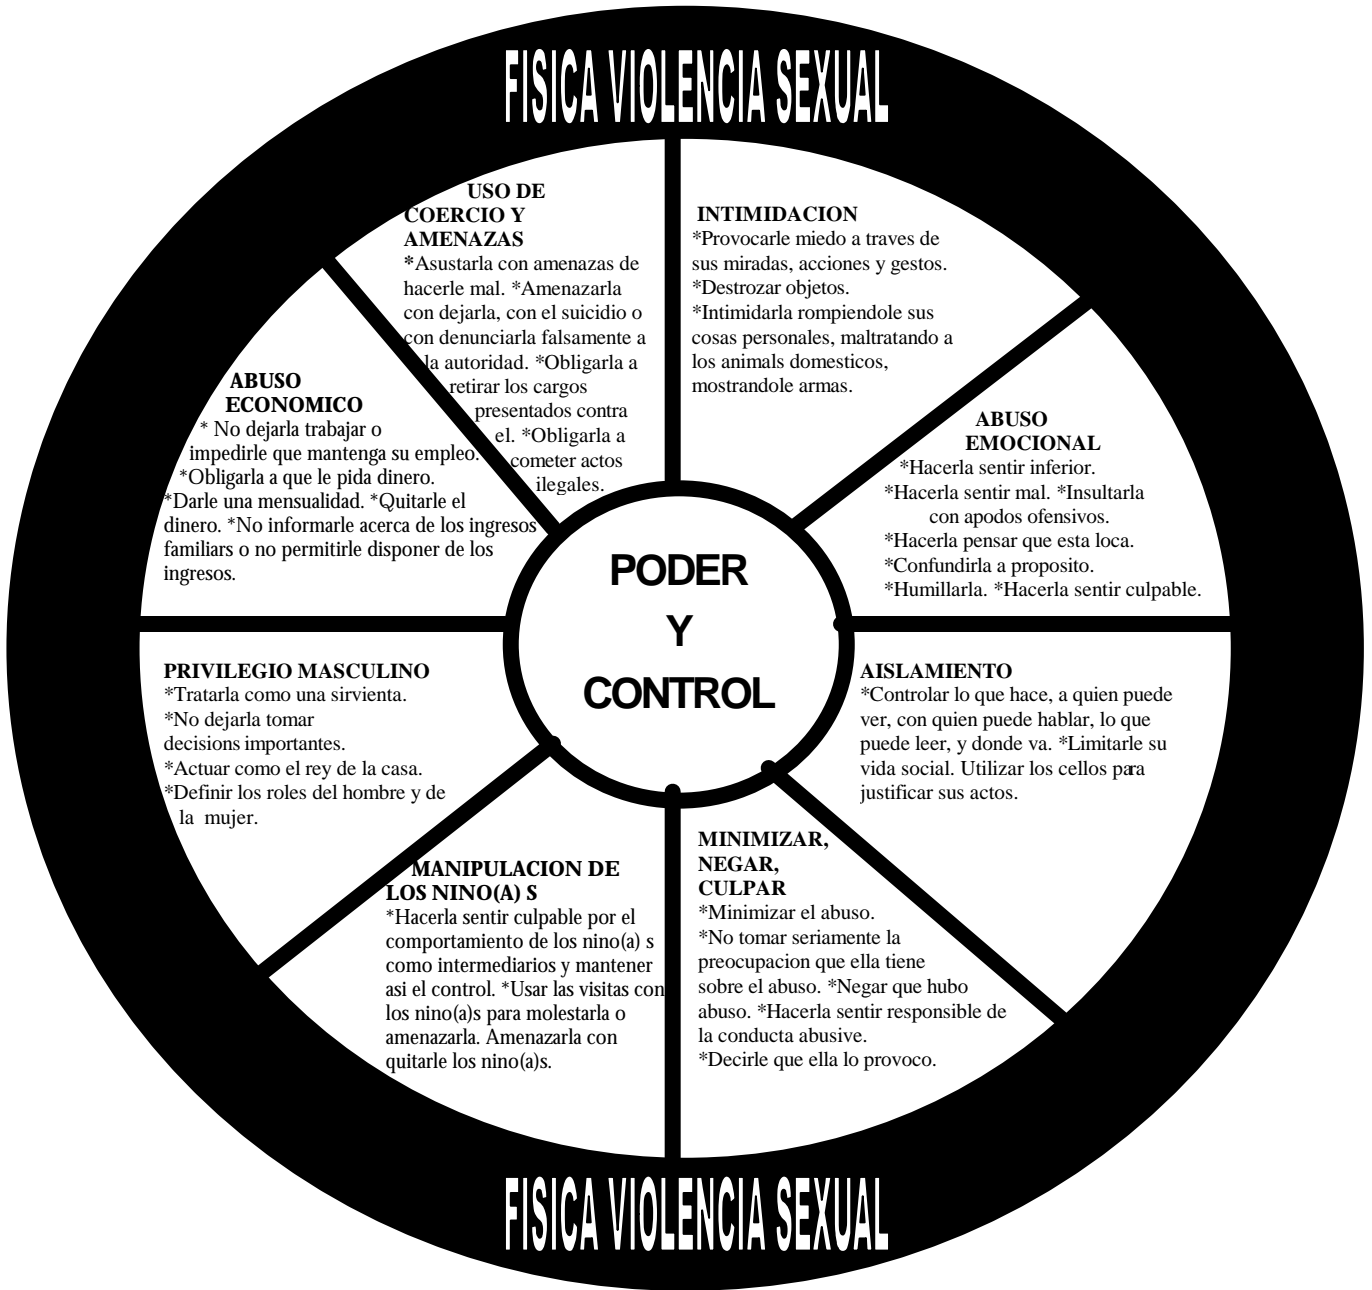 FISICA VIOLENCIA SEXUAL
USO DE
COERCIO Y
AMENAZAS
*Asustarla con amenazas de
hacerle mal. *Amenazarla
con dejarla, con el suicidio o
con denunciarla falsamente a
la autoridad. *Obligarla a
retirar los cargos
presentados contra
el. *Obligarla a
cometer actos
ilegales.
INTIMIDACION
*Provocarle miedo a traves de
sus miradas, acciones y gestos.
*Destrozar objetos.
*Intimidarla rompiendole sus
cosas personales, maltratando a
los animals domesticos,
mostrandole armas.
ABUSO
ECONOMICO
* No dejarla trabajar o
impedirle que mantenga su empleo.
*Obligarla a que le pida dinero.
*Darle una mensualidad. *Quitarle el
dinero. *No informarle acerca de los ingresos
familiars o no permitirle disponer de los
ingresos.
ABUSO
EMOCIONAL
*Hacerla sentir inferior.
*Hacerla sentir mal. *Insultarla
con apodos ofensivos.
*Hacerla pensar que esta loca.
*Confundirla a proposito.
*Humillarla. *Hacerla sentir culpable.
PODER
Y
CONTROL
PRIVILEGIO MASCULINO
*Tratarla como una sirvienta.
*No dejarla tomar
decisions importantes.
*Actuar como el rey de la casa.
*Definir los roles del hombre y de
la mujer.
AISLAMIENTO
*Controlar lo que hace, a quien puede
ver, con quien puede hablar, lo que
puede leer, y donde va. *Limitarle su
vida social. Utilizar los cellos para
justificar sus actos.
MANIPULACION DE
LOS NINO(A) S
*Hacerla sentir culpable por el
comportamiento de los nino(a) s
como intermediarios y mantener
asi el control. *Usar las visitas con
los nino(a)s para molestarla o
amenazarla. Amenazarla con
quitarle los nino(a)s.
MINIMIZAR,
NEGAR,
CULPAR
*Minimizar el abuso.
*No tomar seriamente la
preocupacion que ella tiene
sobre el abuso. *Negar que hubo
abuso. *Hacerla sentir responsible de
la conducta abusive.
*Decirle que ella lo provoco.
FISICA VIOLENCIA SEXUAL